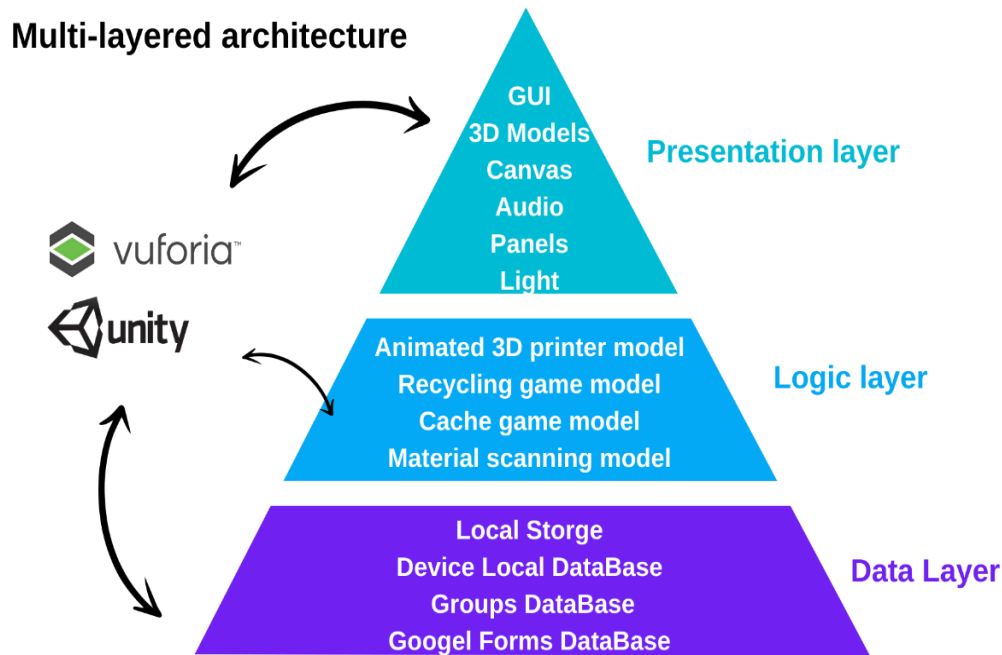 Multi-layered architecture
GUI
3D Models
Canvas
Audio
Panels
Light
Presentation layer
vuforia™
unity
Animated 3D printer model
Recycling game model
Cache game model
Material scanning model
Logic layer
Local Storge
Device Local DataBase
Groups DataBase
Googel Forms DataBase
Data Layer